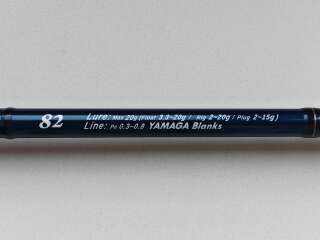 82
Lure: Max 20g (Float 3.3-20g / Jig 2-20g / Plug 2-15g)
Line: PE 0.3-0.8 YAMAGA Blanks